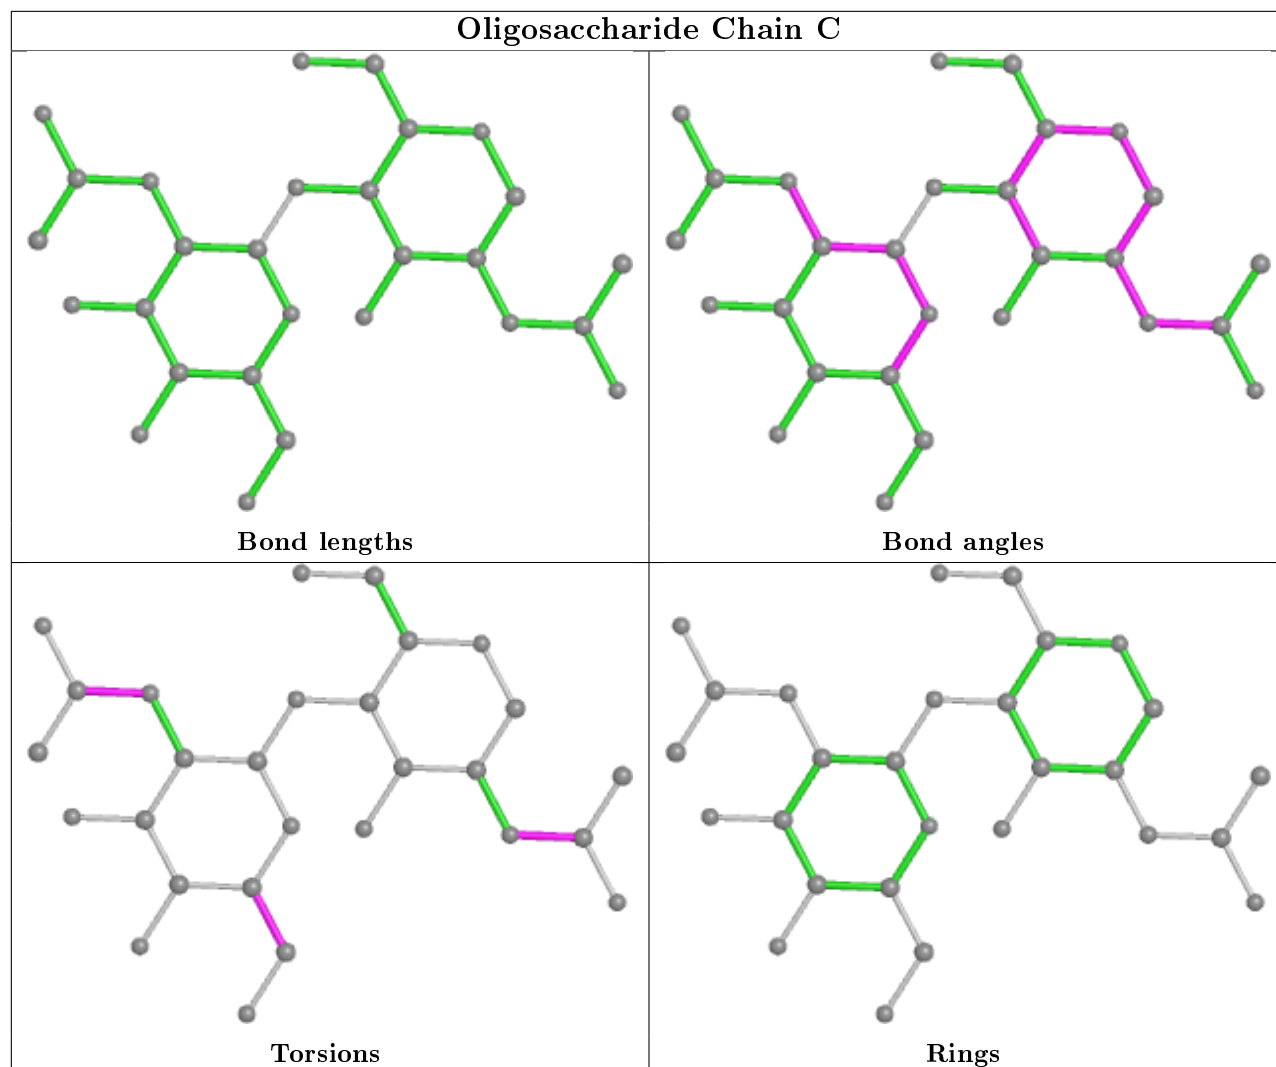 Oligosaccharide Chain C
Bond lengths
Bond angles
Torsions
Rings